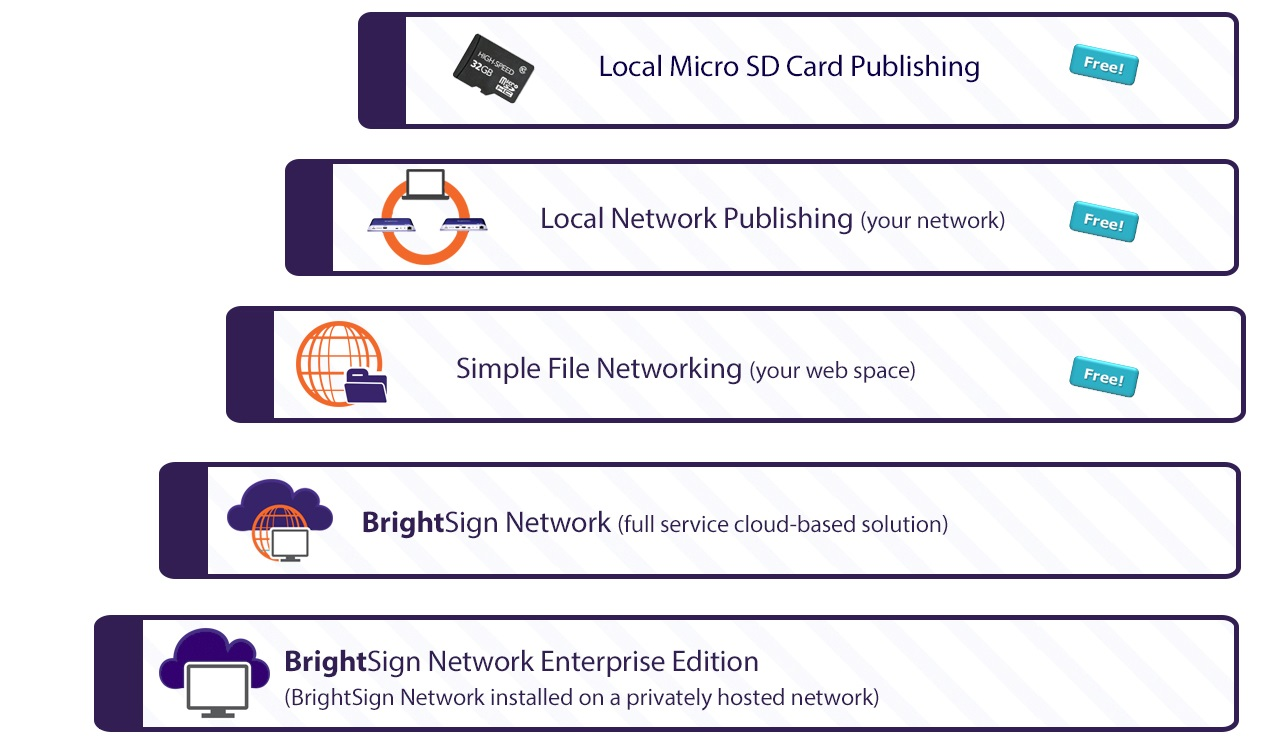 HIGH-SPEED
32GB
micro
HC
Local Micro SD Card Publishing
Free!
Local Network Publishing (your network)
Free!
Simple File Networking (your web space)
Free!
BrightSign Network (full service cloud-based solution)
BrightSign Network Enterprise Edition
(BrightSign Network installed on a privately hosted network)